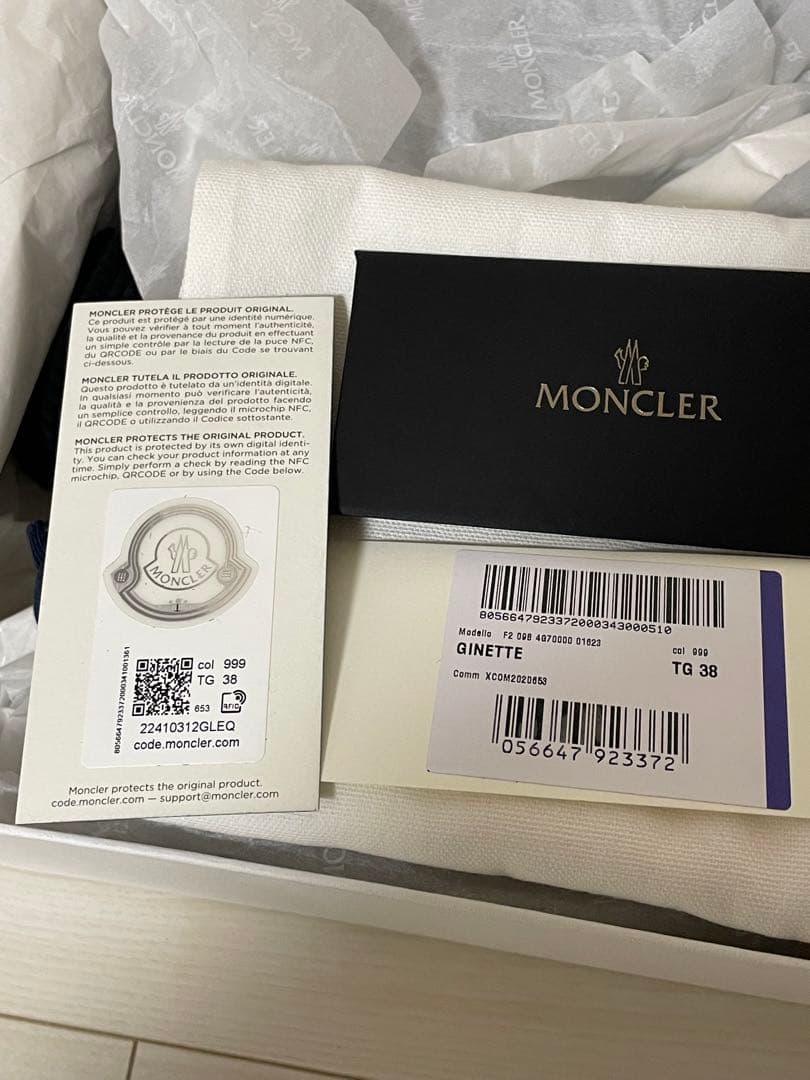 MONCLER
MONCLER
MONCLER PROTÈGE LE PRODUIT ORIGINAL.
Ce produit est protégé par une identité numérique.
Vous pouvez vérifier à tout moment l'authenticité,
la qualité et la provenance du produit en effectuant
un simple contrôle par la lecture de la puce NFC,
du QRCODE ou par le biais du Code se trouvant
ci-dessous.
MONCLER TUTELA IL PRODOTTO ORIGINALE.
Questo prodotto è tutelato da un'identità digitale.
In qualsiasi momento può verificare l'autenticità,
la qualità e la provenienza del prodotto facendo
un semplice controllo, leggendo il microchip NFC,
il QRCODE o utilizzando il Codice sottostante.
MONCLER PROTECTS THE ORIGINAL PRODUCT.
This product is protected by its own digital identi-
ty. You can check your product information at any
time. Simply perform a check by reading the NFC
microchip, QRCODE or by using the Code below.
MONCLER
8056647923372000341001361
col 999
TG 38
653
RFID
22410312GLEQ
code.moncler.com
Moncler protects the original product.
code.moncler.com — support@moncler.com
MONCLER
8056647923372000343000510
Modello F2 09B 4G70000 01623
col 999
GINETTE
TG 38
Comm XCOM2020653
056647 923372